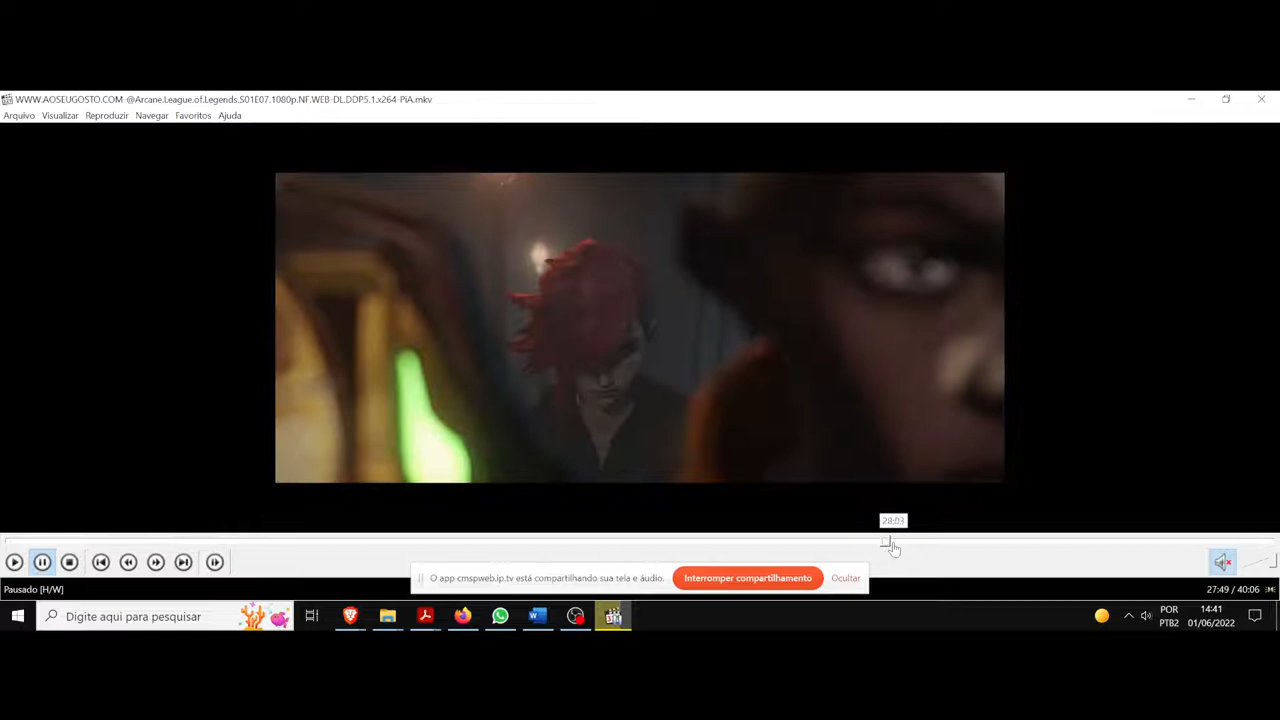 WWW.AOSEUGOSTO.COM -@Arcane.League.of.Legends.S01E07.1080p.NF.WEB-DL.DDP5.1.x264-PiA.mkv
Arquivo Visualizar Reproduzir Navegar Favoritos Ajuda
28:03
O app cmspweb.ip.tv está compartilhando sua tela e áudio. Interromper compartilhamento Ocultar
Pausado [H/W] 27:49 / 40:06
Digite aqui para pesquisar
POR 14:41
PTB2 01/06/2022